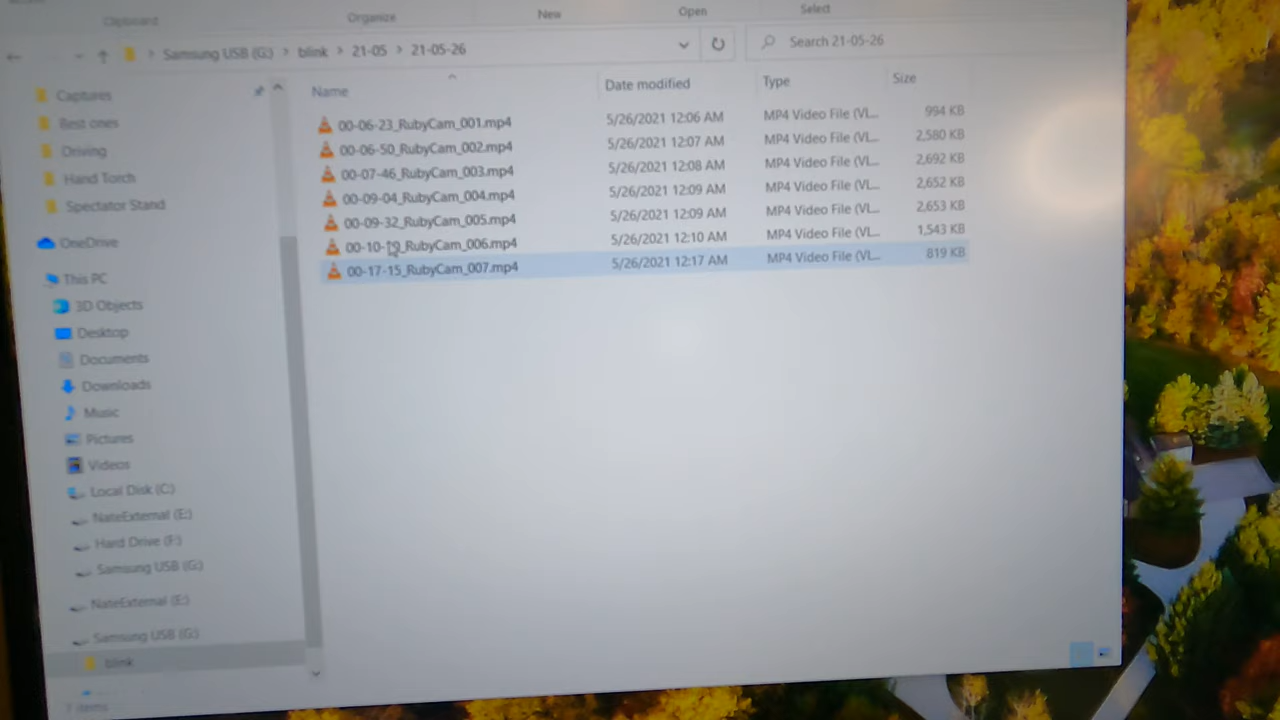 Clipboard
Organize
New
Open
Select
Samsung USB (G:) > blink > 21-05 > 21-05-26
Search 21-05-26
Name
Date modified
Type
Size
00-06-23_RubyCam_001.mp4 5/26/2021 12:06 AM MP4 Video File (VL... 994 KB
00-06-50_RubyCam_002.mp4 5/26/2021 12:07 AM MP4 Video File (VL... 2,580 KB
00-07-46_RubyCam_003.mp4 5/26/2021 12:08 AM MP4 Video File (VL... 2,692 KB
00-09-04_RubyCam_004.mp4 5/26/2021 12:09 AM MP4 Video File (VL... 2,652 KB
00-09-32_RubyCam_005.mp4 5/26/2021 12:09 AM MP4 Video File (VL... 2,653 KB
00-10-19_RubyCam_006.mp4 5/26/2021 12:10 AM MP4 Video File (VL... 1,543 KB
00-17-15_RubyCam_007.mp4 5/26/2021 12:17 AM MP4 Video File (VL... 819 KB
Captures
Best ones
Driving
Hand Torch
Spectator Stand
OneDrive
This PC
3D Objects
Desktop
Documents
Downloads
Music
Pictures
Videos
Local Disk (C:)
NateExternal (E:)
Hard Drive (F:)
Samsung USB (G:)
NateExternal (E:)
Samsung USB (G:)
blink
7 items